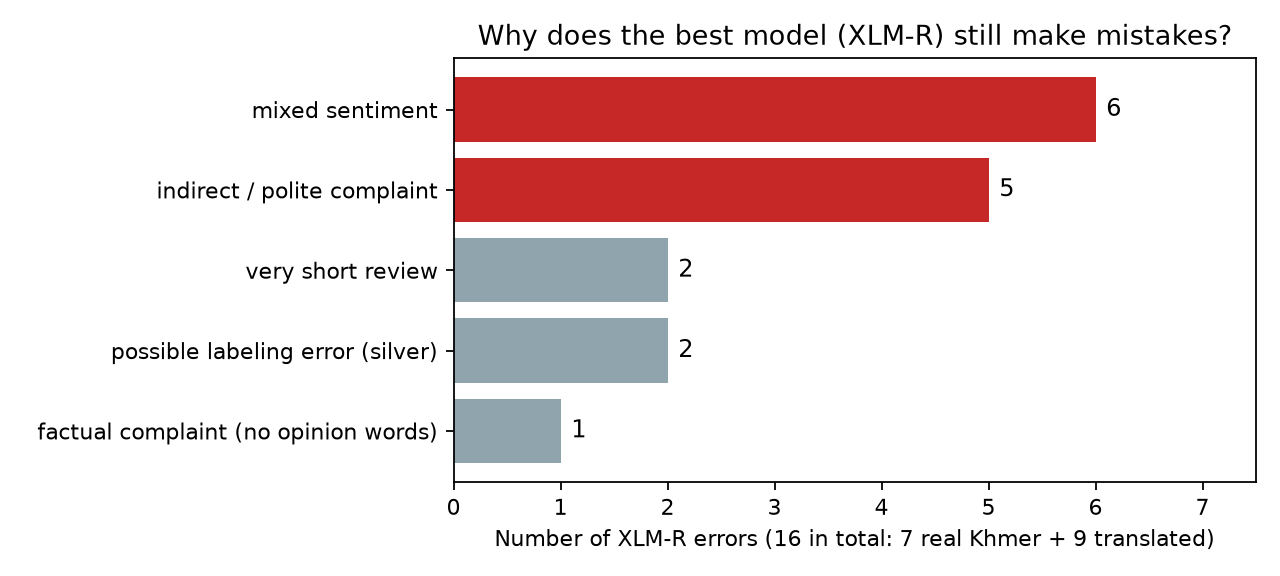 Why does the best model (XLM-R) still make mistakes?
mixed sentiment
6
indirect / polite complaint
5
very short review
2
possible labeling error (silver)
2
factual complaint (no opinion words)
1
0 1 2 3 4 5 6 7
Number of XLM-R errors (16 in total: 7 real Khmer + 9 translated)